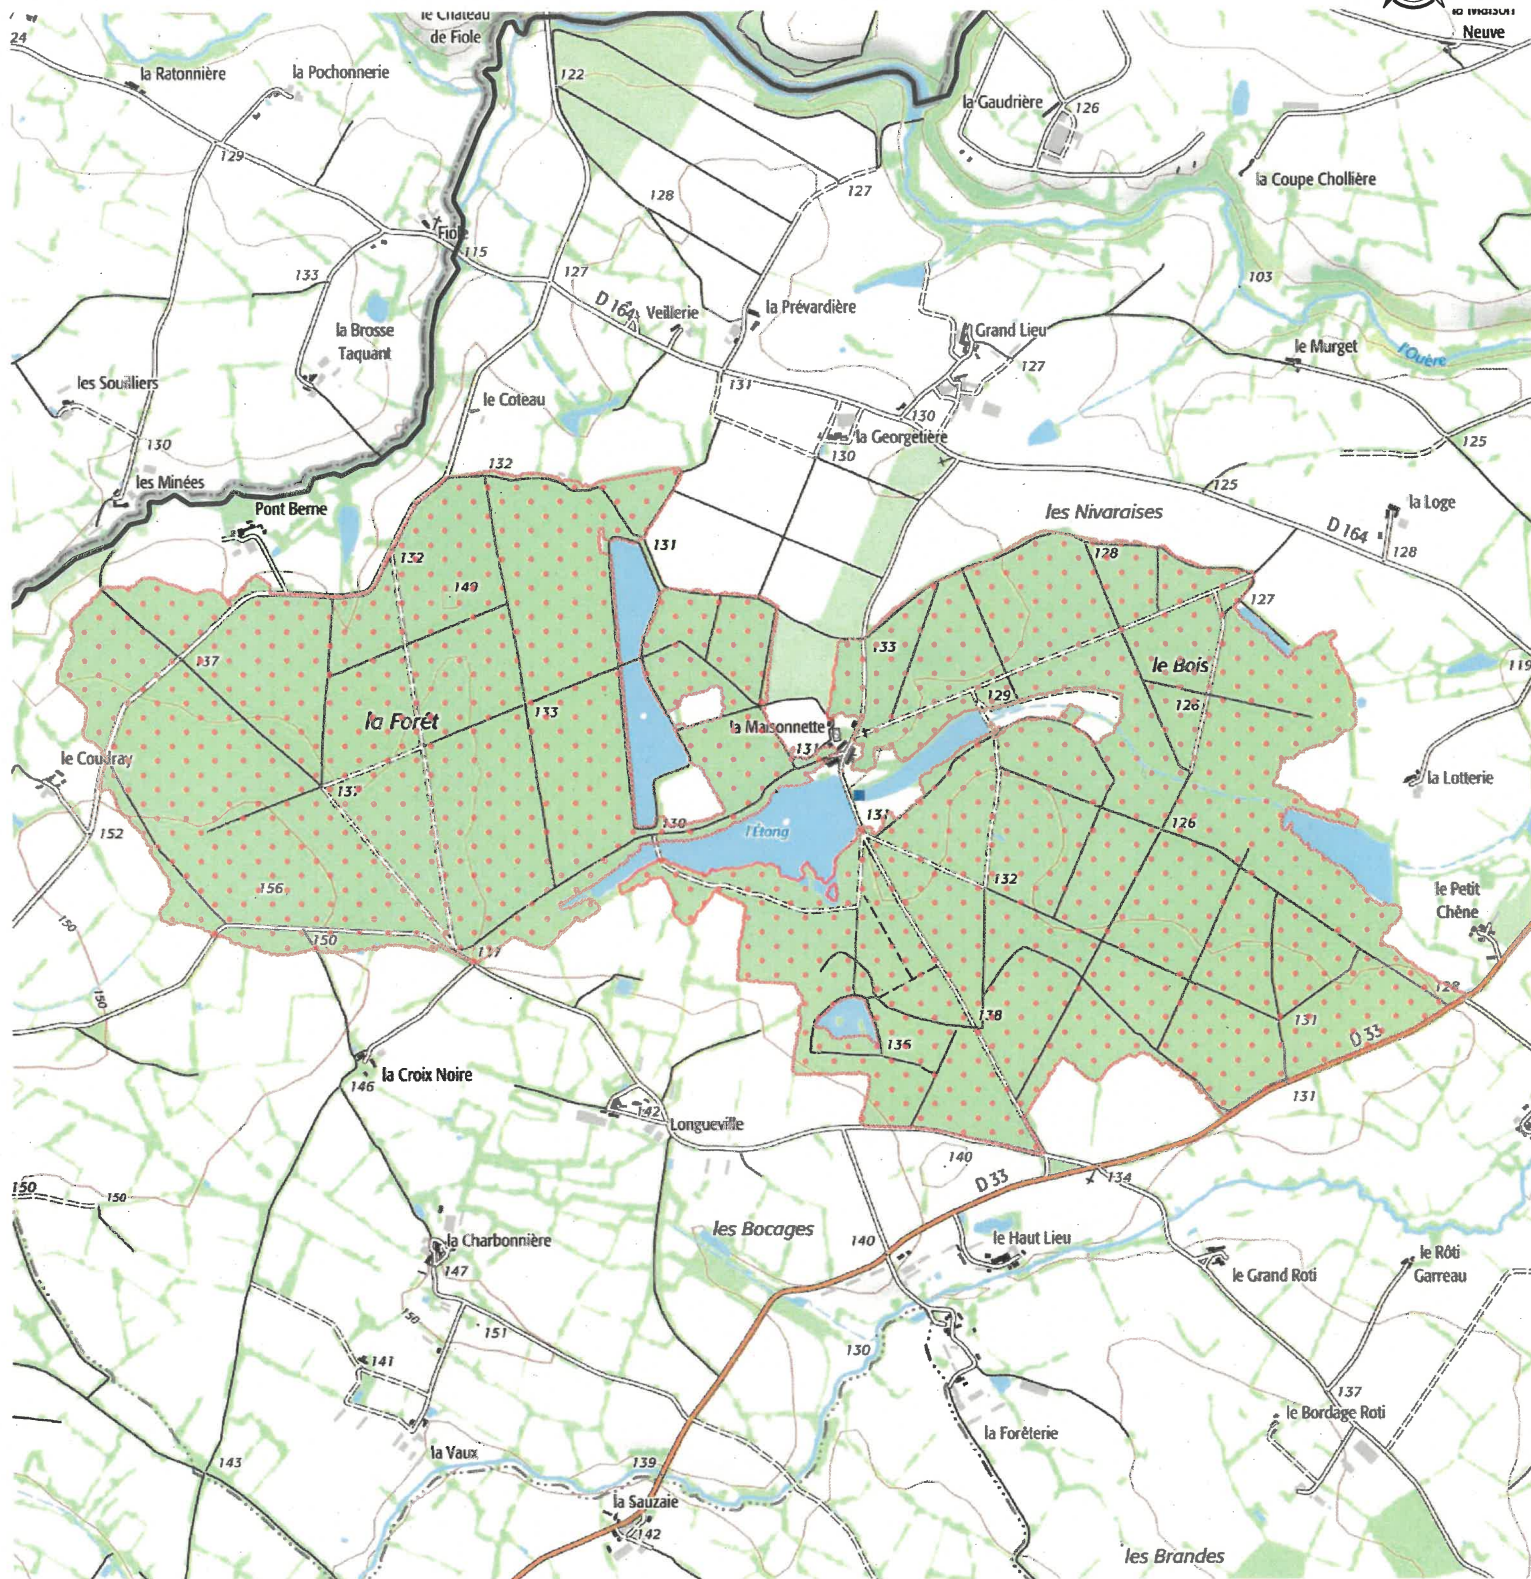 le Château
de Fiole
la Maison
Neuve
24
la Ratonnière
la Pochonnerie
122
la Gaudrière
126
129
la Coupe Chollière
128
127
Fiole
115
133
127
103
D 164
Veillerie
la Prévardière
la Brosse
Taquant
Grand Lieu
le Murget
l'Ouère
127
les Souilliers
131
le Coteau
130
la Georgetière
130
130
125
132
les Minées
125
la Loge
Pont Berne
les Nivaraises
D 164
131
128
128
132
140
127
133
137
le Bois
119
129
126
133
la Forêt
la Maisonnette
131
le Coudray
la Lotterie
137
131
130
l'Étang
126
152
132
156
le Petit
Chêne
150
150
150
128
138
131
135
D 33
la Croix Noire
146
131
142
Longueville
140
134
D 33
150
150
les Bocages
la Charbonnière
140
le Haut Lieu
le Rôti
Garreau
147
le Grand Roti
150
151
130
141
137
le Bordage Roti
la Forêterie
la Vaux
143
139
la Sauzaie
142
les Brandes